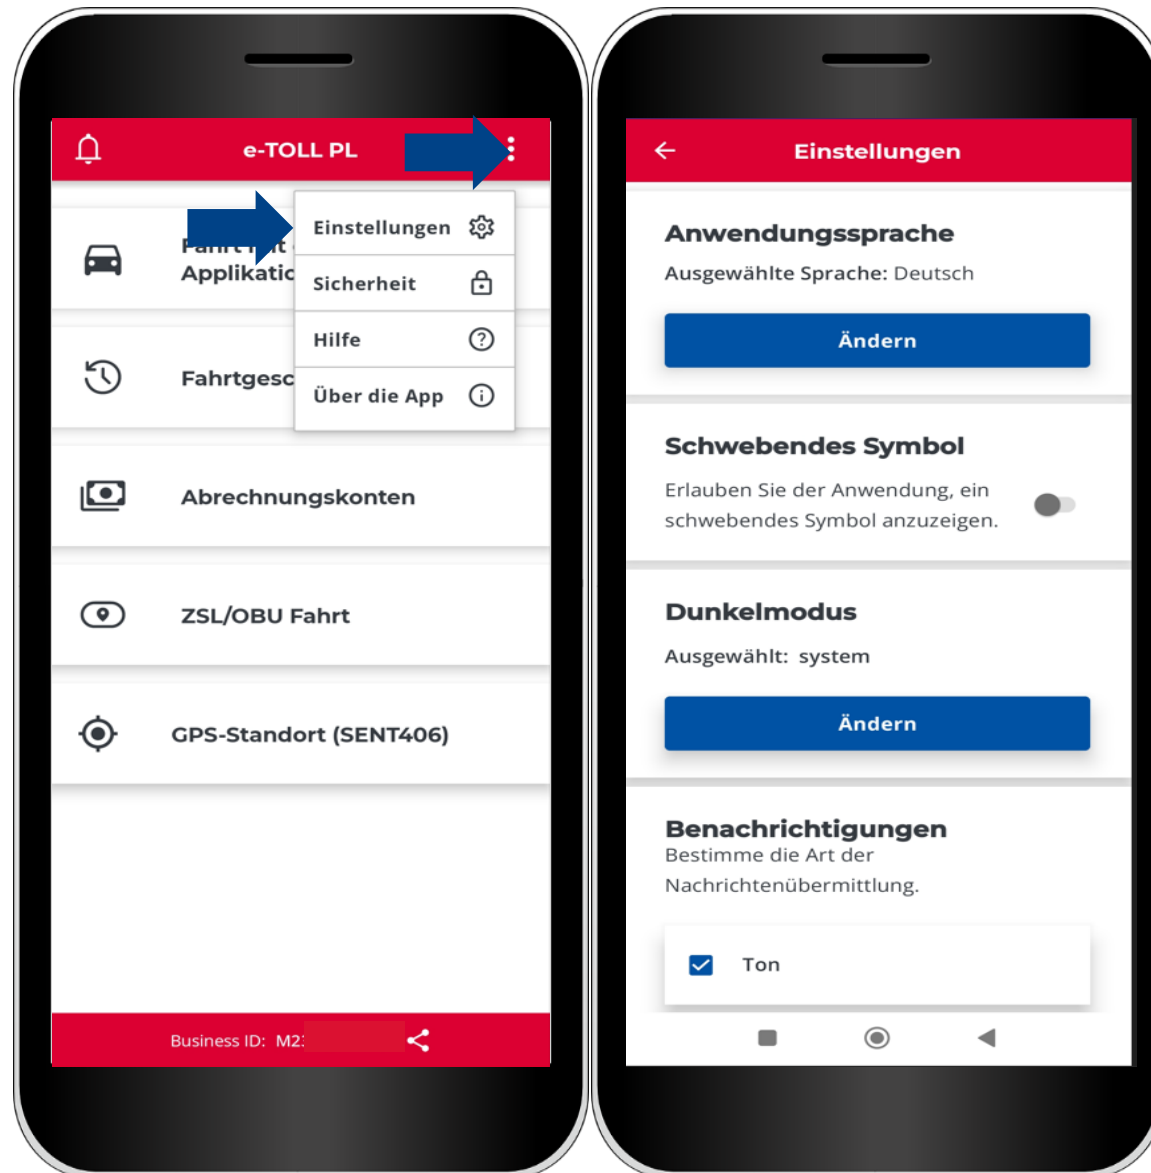 e-TOLL PL
Einstellungen
Sicherheit
Hilfe
Über die App
Fahrt
Fahrtgesc
Abrechnungskonten
ZSL/OBU Fahrt
GPS-Standort (SENT406)
Business ID: M2
Einstellungen
Anwendungssprache
Ausgewählte Sprache: Deutsch
Ändern
Schwebendes Symbol
Erlauben Sie der Anwendung, ein
schwebendes Symbol anzuzeigen.
Dunkelmodus
Ausgewählt: system
Ändern
Benachrichtigungen
Bestimme die Art der
Nachrichtenübermittlung.
Ton